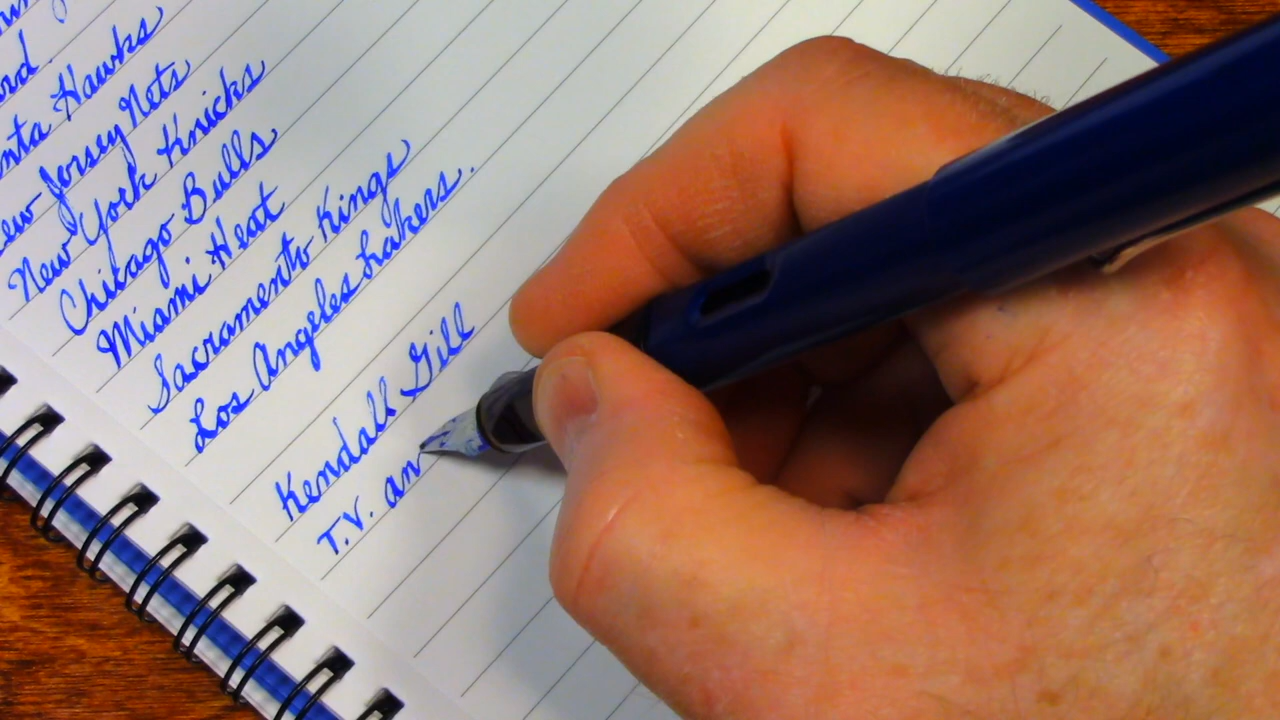 Hawks
New Jersey Nets
New York Knicks
Chicago Bulls
Miami Heat
Sacramento Kings
Los Angeles Lakers.
Kendall Gill
T.V. an